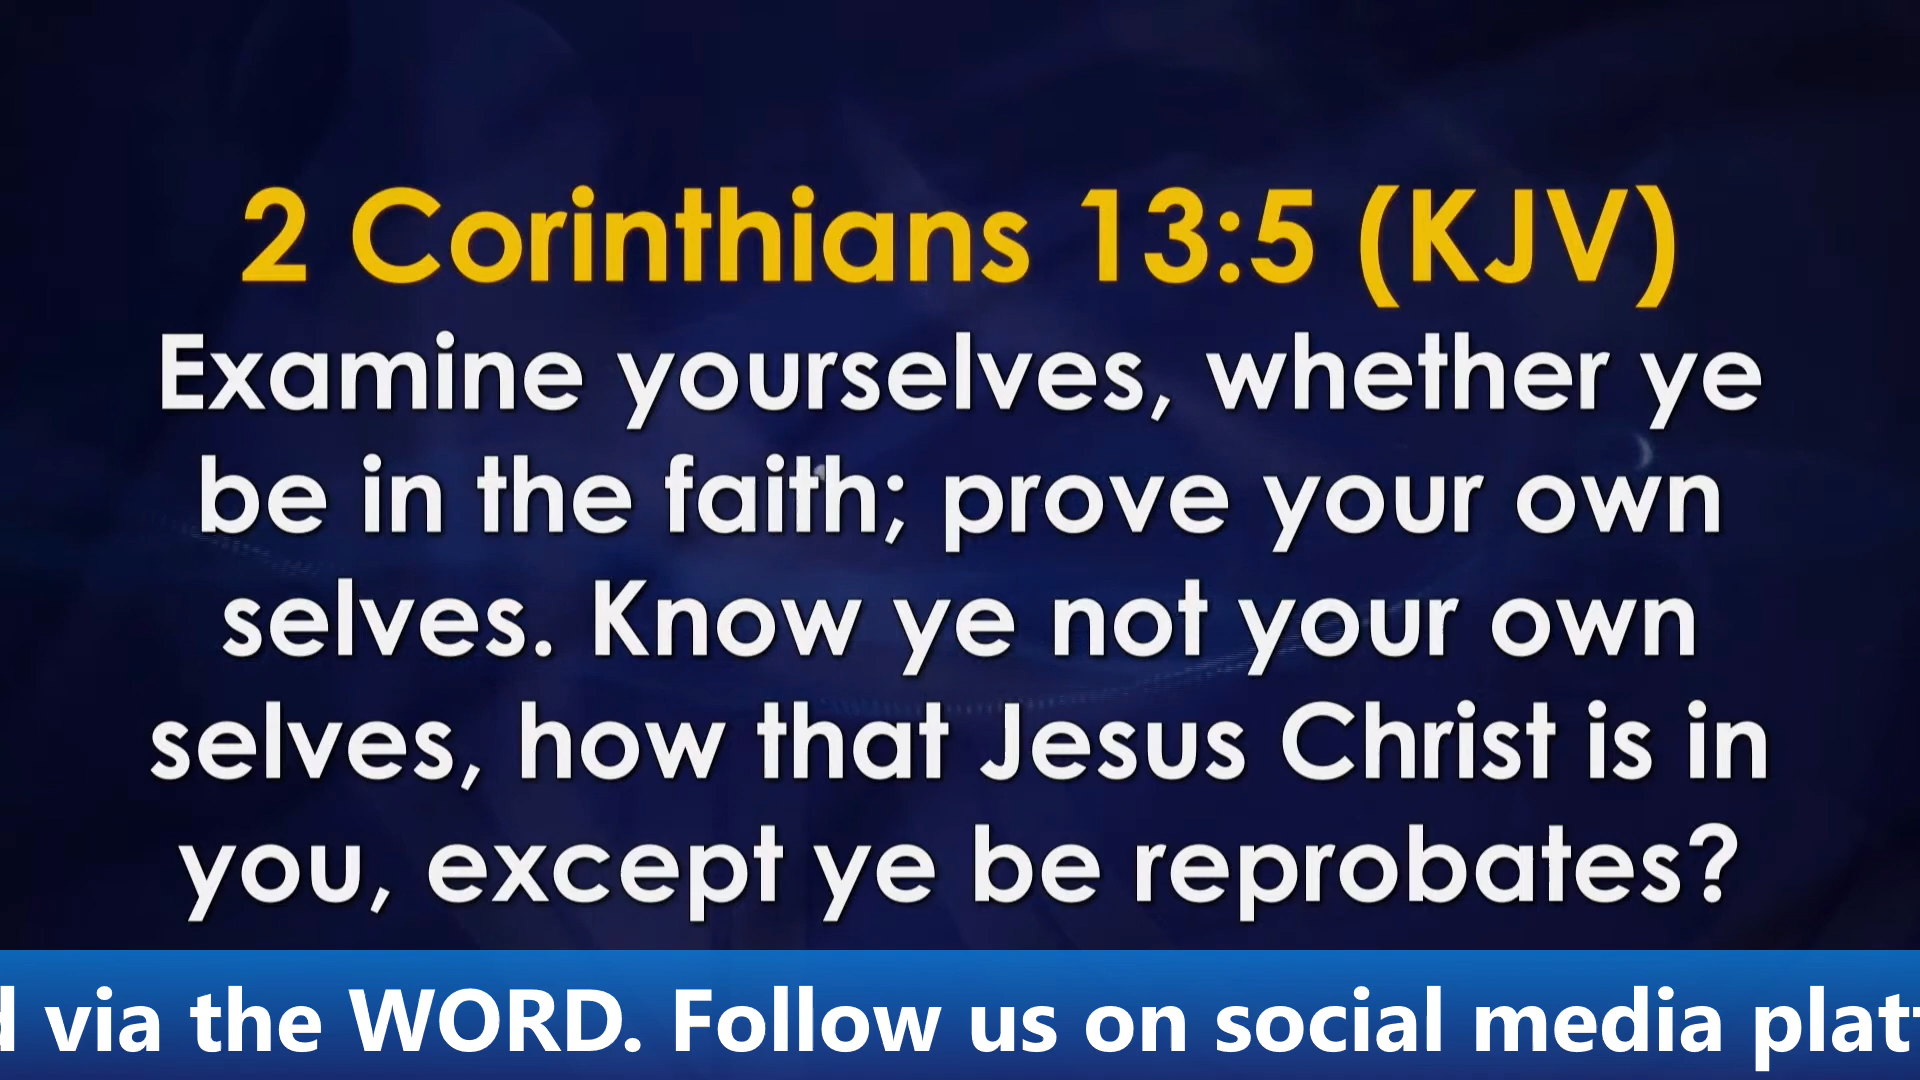 2 Corinthians 13:5 (KJV)
Examine yourselves, whether ye
be in the faith; prove your own
selves. Know ye not your own
selves, how that Jesus Christ is in
you, except ye be reprobates?
via the WORD. Follow us on social media